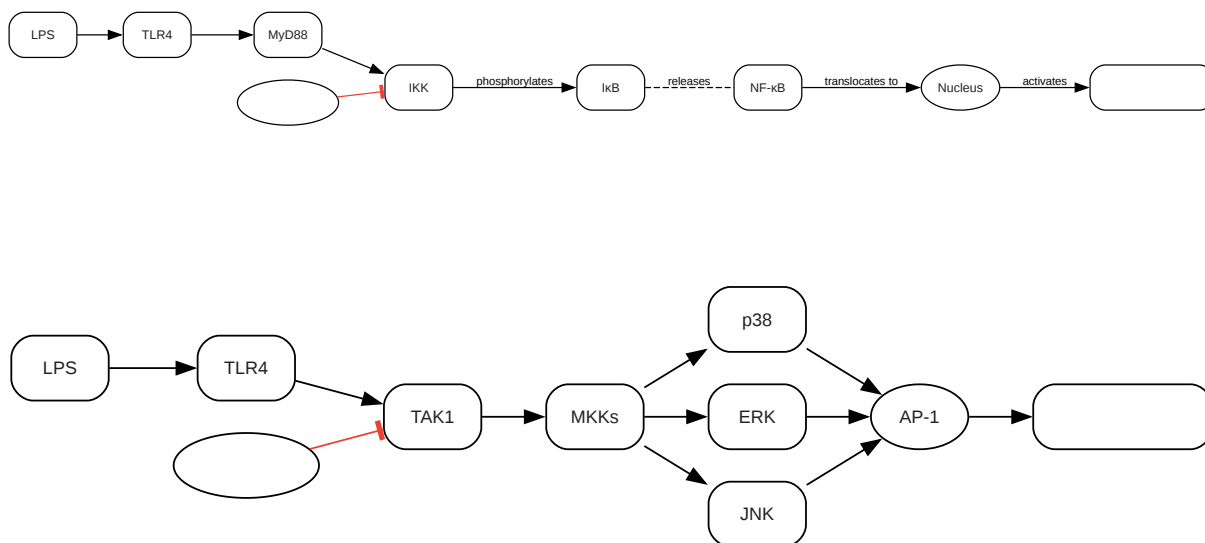 LPS
TLR4
MyD88
IKK
phosphorylates
IκB
releases
NF-κB
translocates to
Nucleus
activates
LPS
TLR4
TAK1
MKKs
p38
ERK
JNK
AP-1